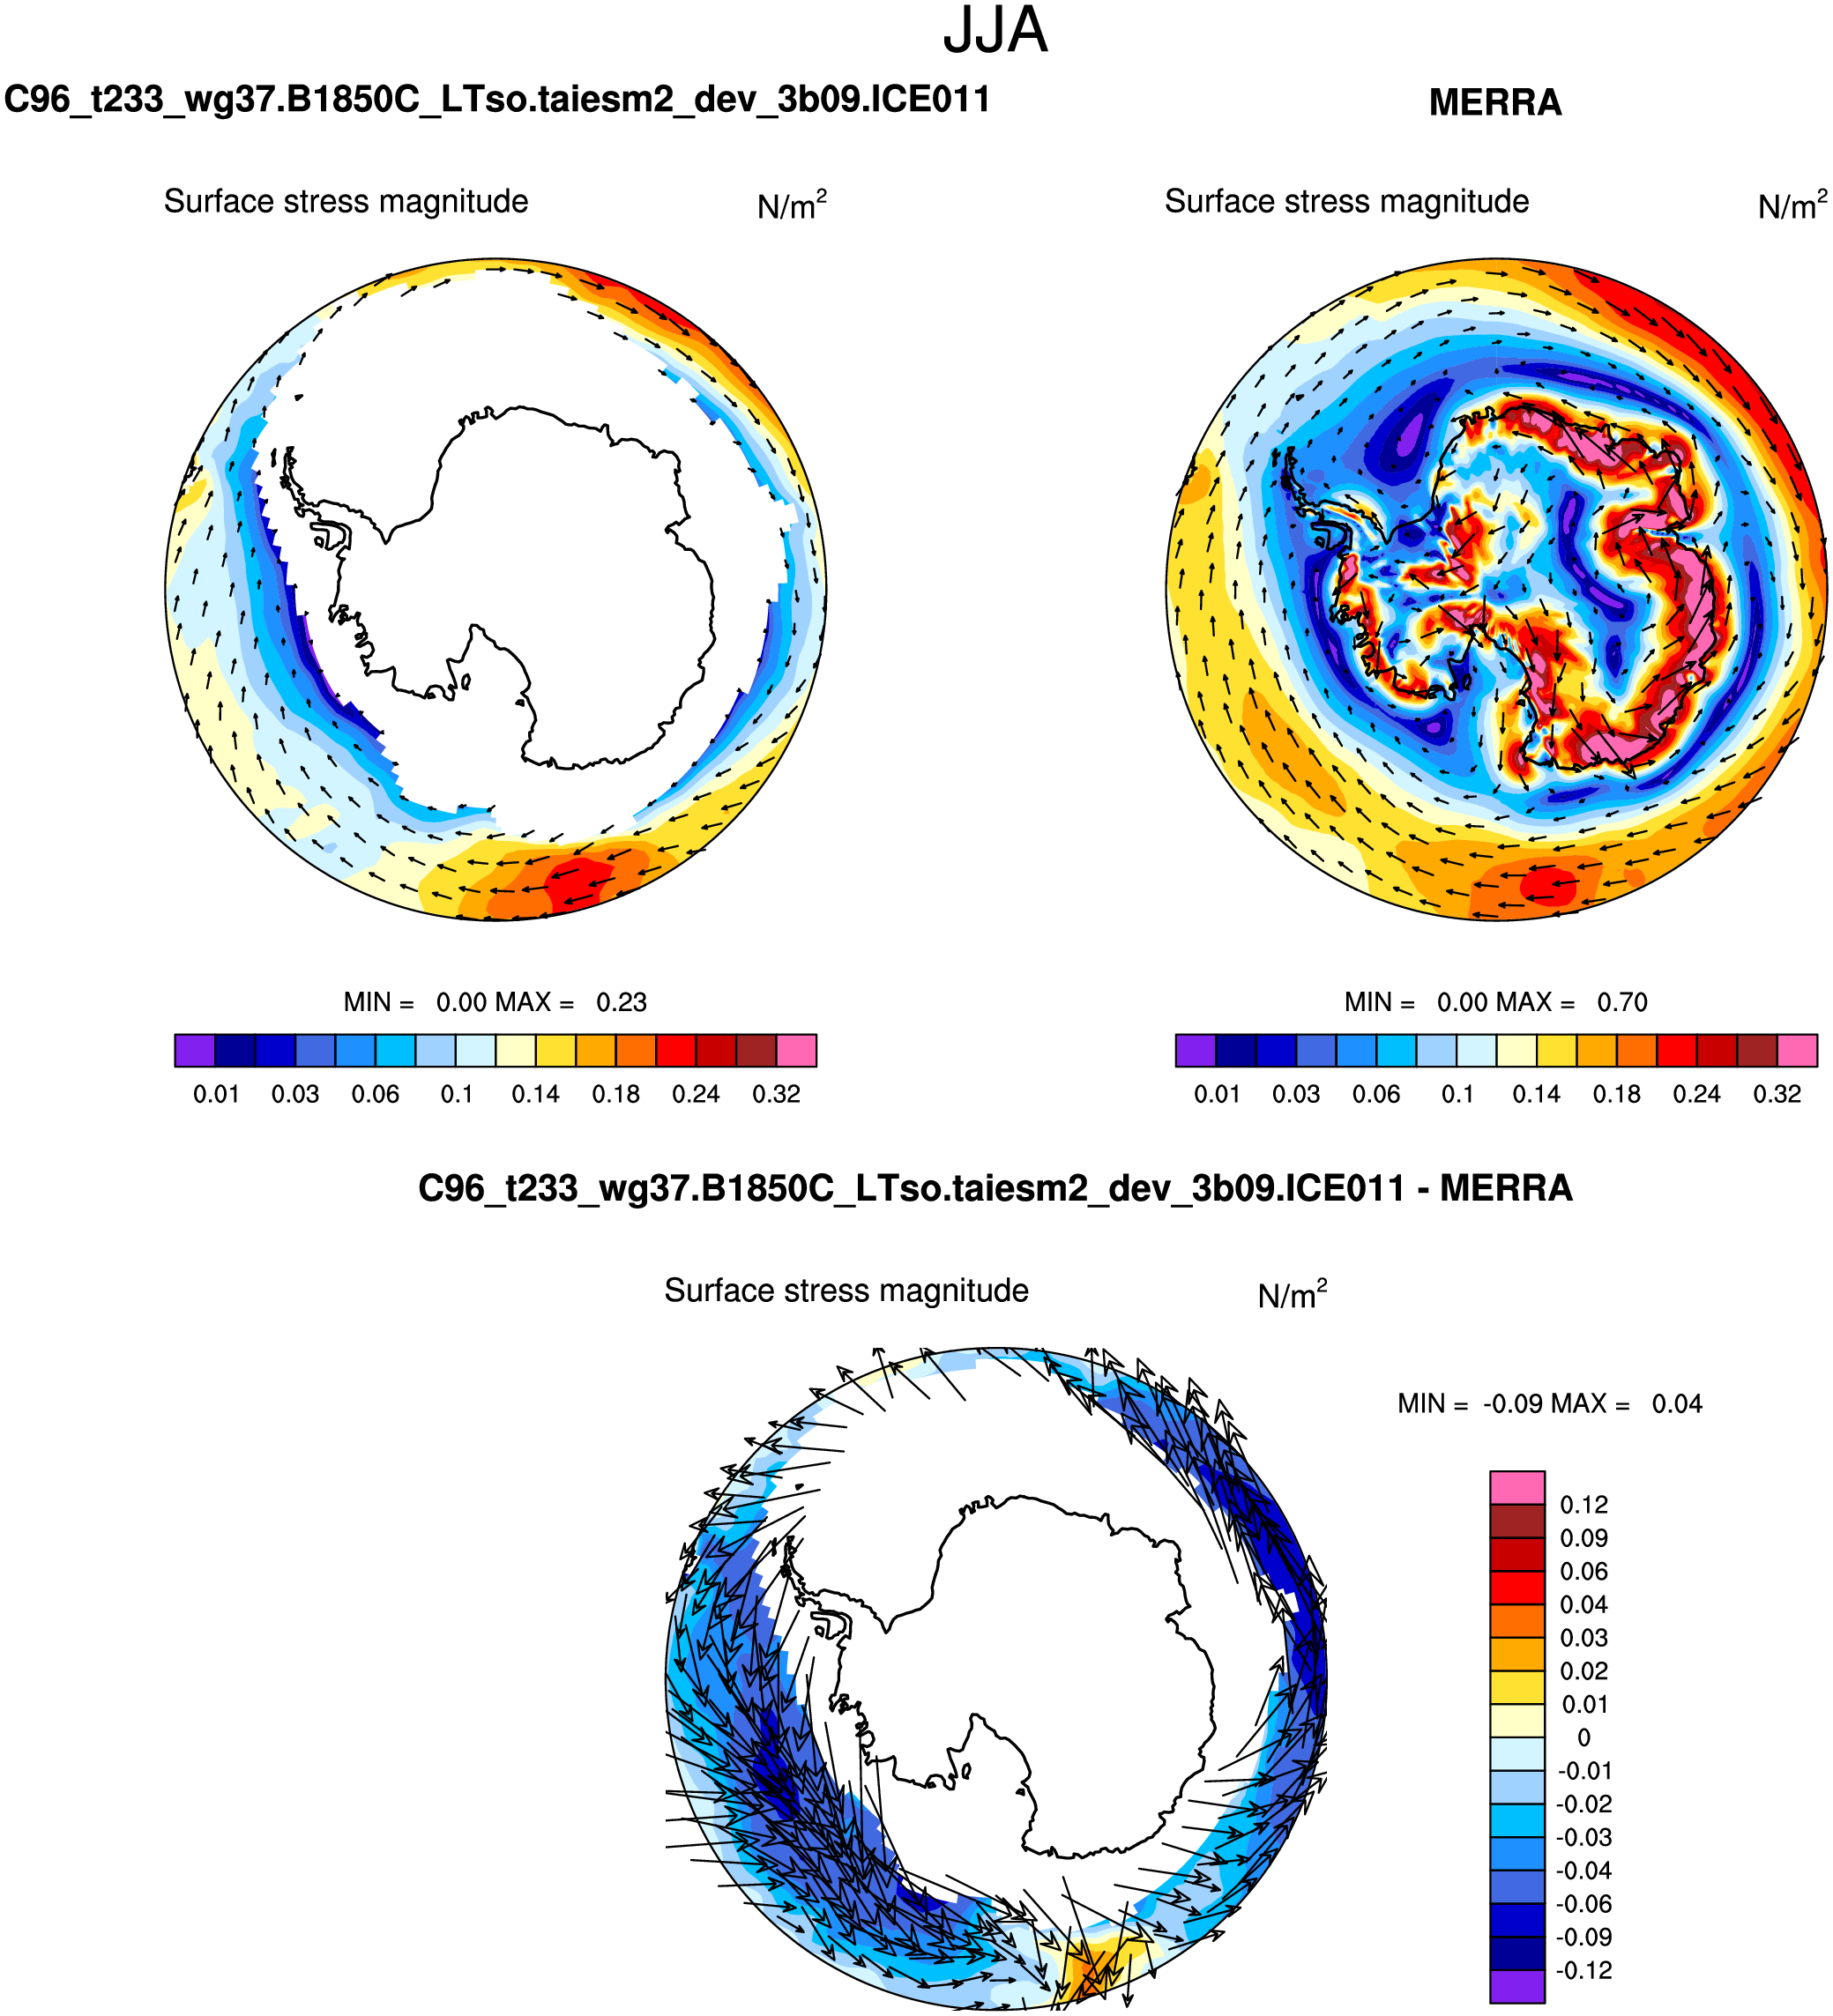 JJA
C96_t233_wg37.B1850C_LTso.taiesm2_dev_3b09.ICE011
MERRA
Surface stress magnitude N/m²
Surface stress magnitude N/m²
MIN = 0.00 MAX = 0.23
MIN = 0.00 MAX = 0.70
0.01 0.03 0.06 0.1 0.14 0.18 0.24 0.32
0.01 0.03 0.06 0.1 0.14 0.18 0.24 0.32
C96_t233_wg37.B1850C_LTso.taiesm2_dev_3b09.ICE011 - MERRA
Surface stress magnitude N/m²
MIN = -0.09 MAX = 0.04
0.12
0.09
0.06
0.04
0.03
0.02
0.01
0
-0.01
-0.02
-0.03
-0.04
-0.06
-0.09
-0.12